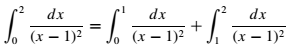 ∫₀² dx/(x − 1)² = ∫₀¹ dx/(x − 1)² + ∫₁² dx/(x − 1)²